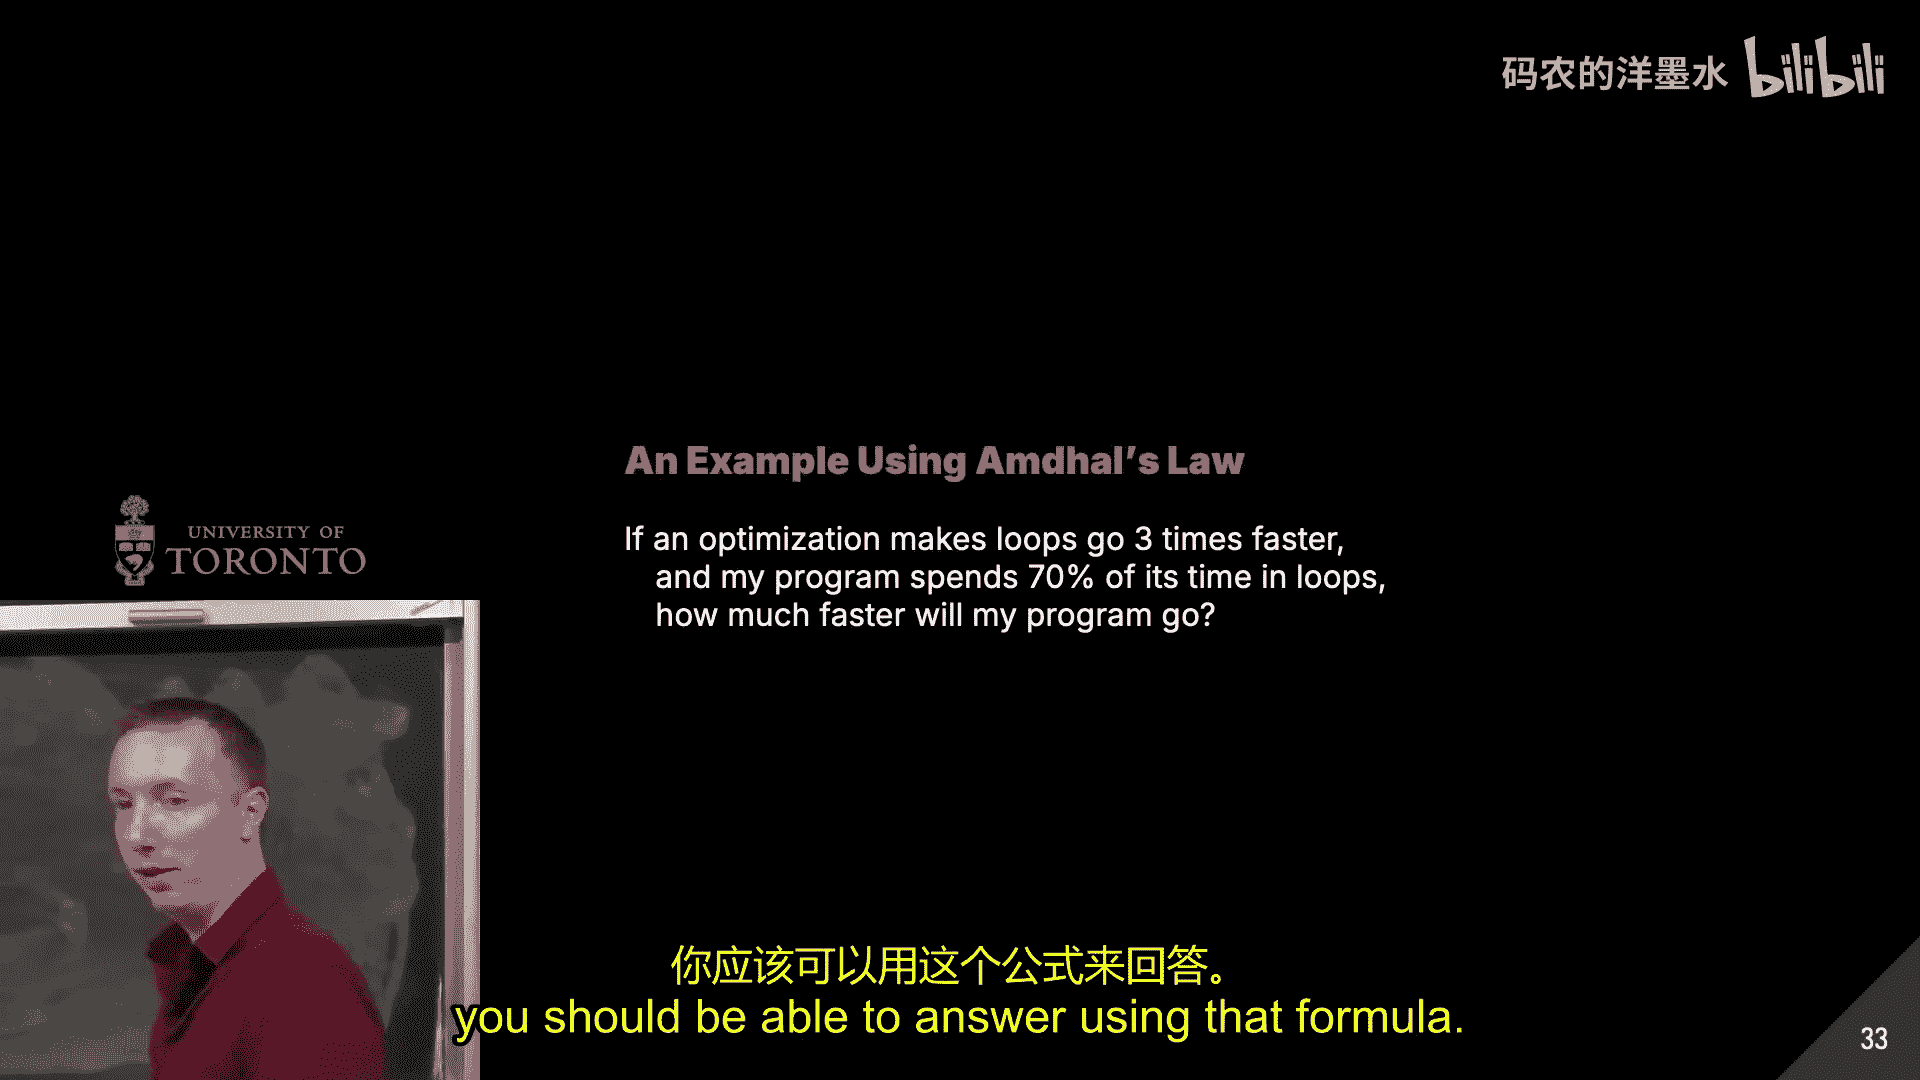 码农的洋墨水 bilibili
An Example Using Amdhal’s Law
If an optimization makes loops go 3 times faster,
and my program spends 70% of its time in loops,
how much faster will my program go?
UNIVERSITY OF
TORONTO
你应该可以用这个公式来回答。
you should be able to answer using that formula.
33